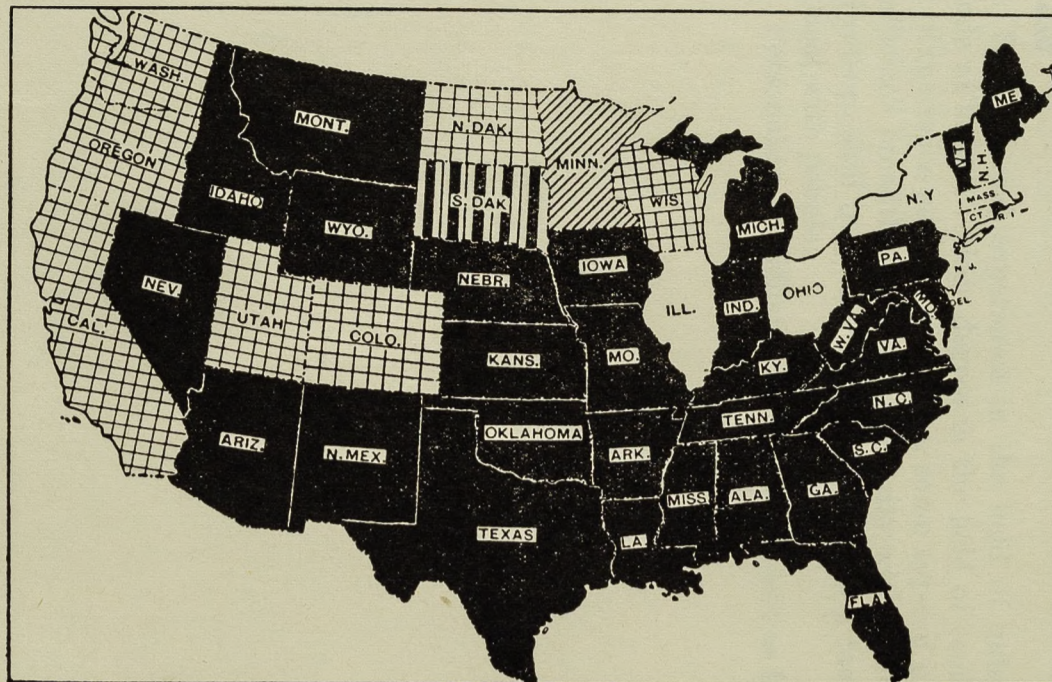 WASH.
MONT.
N. DAK.
MINN.
ME.
OREGON
IDAHO
S. DAK
WIS.
MICH.
VT.
N.H.
N.Y
MASS
CT
R I
WYO.
NEBR.
IOWA
PA.
N.J.
NEV.
UTAH
COLO.
ILL.
IND.
OHIO
W.VA.
MD.
DEL
CAL.
KANS.
MO.
KY.
VA.
ARIZ.
N. MEX.
OKLAHOMA
ARK.
TENN.
N.C.
S.C.
TEXAS
LA.
MISS.
ALA.
GA.
FLA.